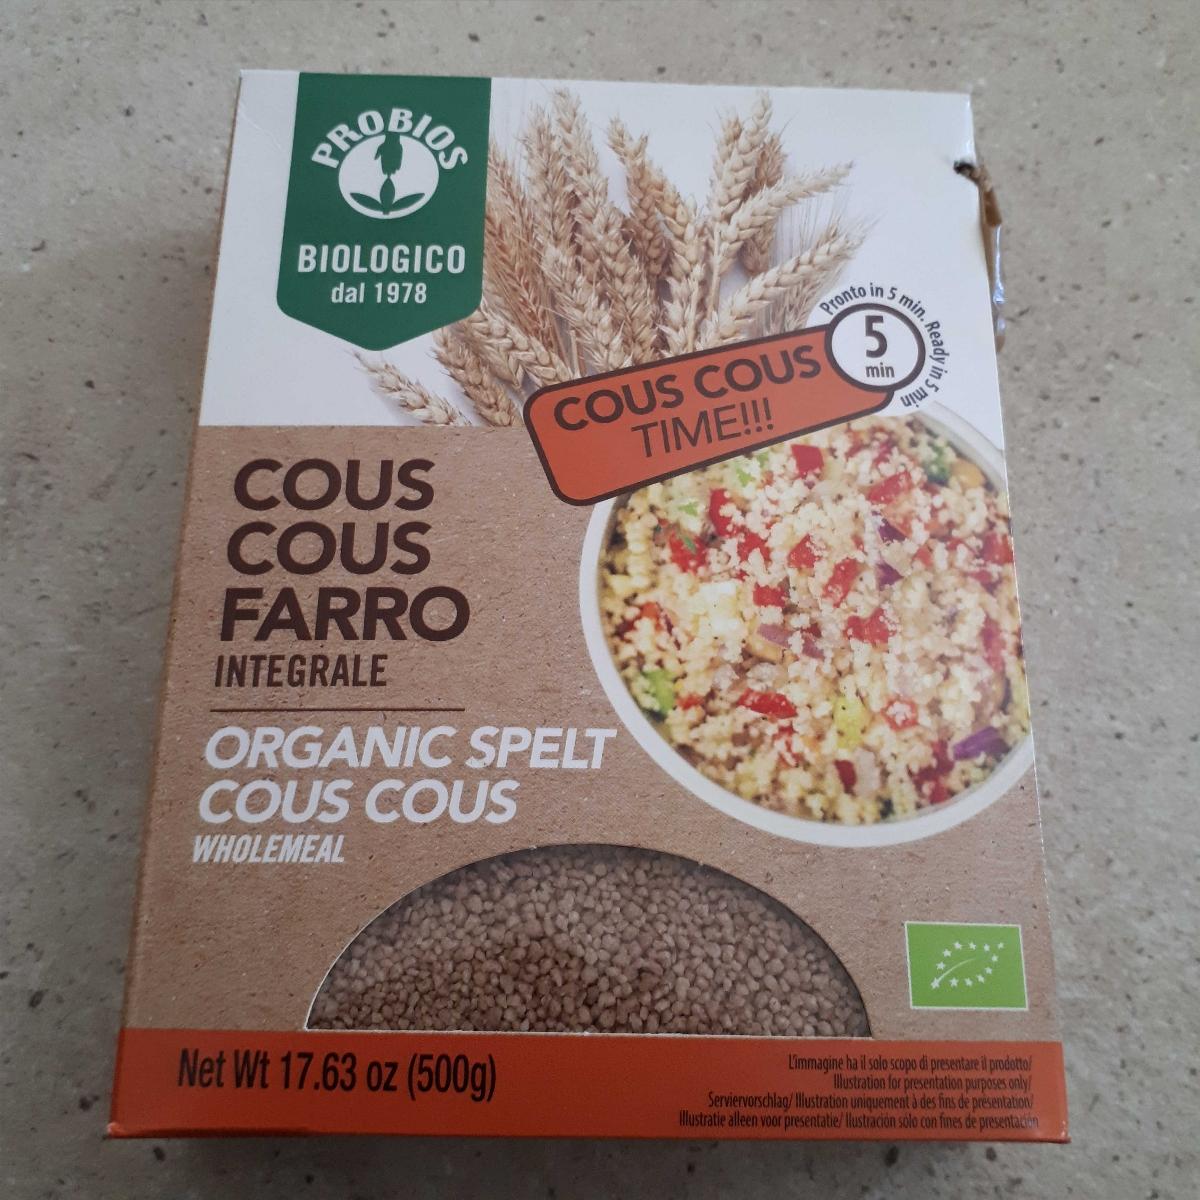 PROBIOS
BIOLOGICO
dal 1978
Pronto in 5 min. Ready in 5 min
5
min
COUS COUS
TIME!!!
COUS
COUS
FARRO
INTEGRALE
ORGANIC SPELT
COUS COUS
WHOLEMEAL
Net Wt 17.63 oz (500g)
L'immagine ha il solo scopo di presentare il prodotto/
Illustration for presentation purposes only/
Serviervorschlag/ Illustration uniquement à des fins de présentation/
Illustratie alleen voor presentatie/ Ilustración solo con fines de presentación